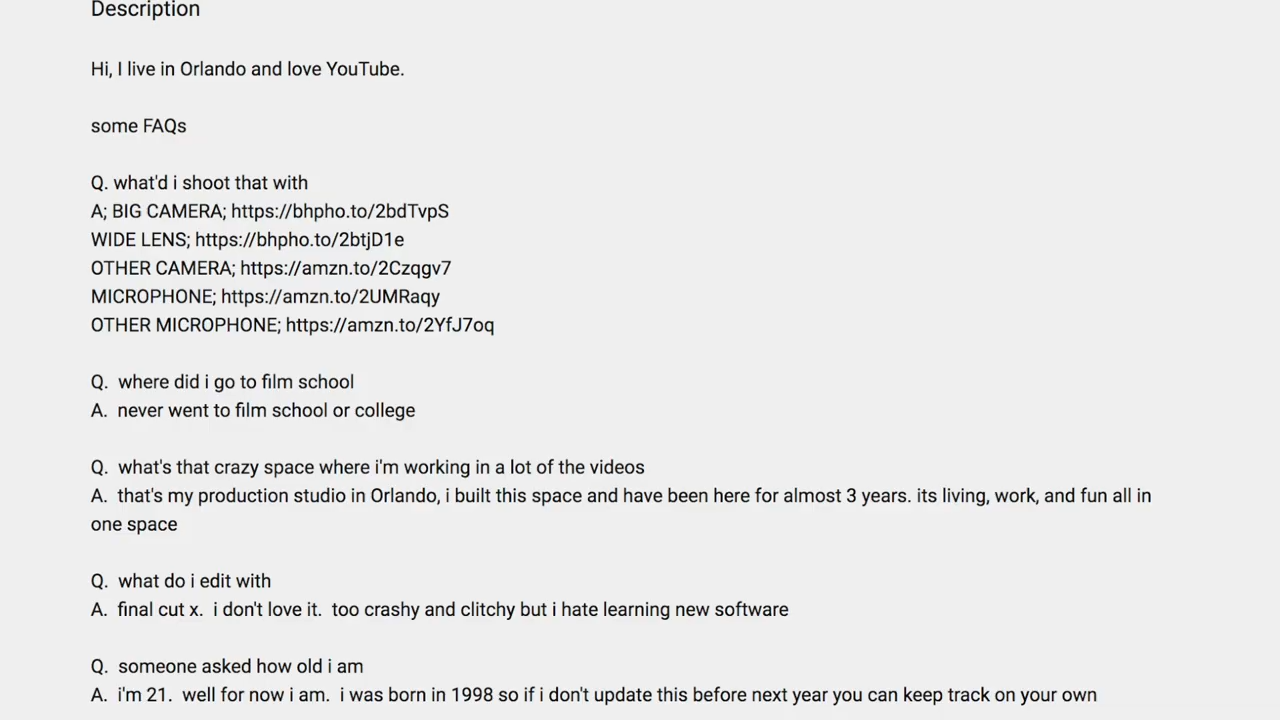 Description
Hi, I live in Orlando and love YouTube.
some FAQs
Q. what'd i shoot that with
A; BIG CAMERA; https://bhpho.to/2bdTvpS
WIDE LENS; https://bhpho.to/2btjD1e
OTHER CAMERA; https://amzn.to/2Czqgv7
MICROPHONE; https://amzn.to/2UMRaqy
OTHER MICROPHONE; https://amzn.to/2YfJ7oq
Q.  where did i go to film school
A.  never went to film school or college
Q.  what's that crazy space where i'm working in a lot of the videos
A.  that's my production studio in Orlando, i built this space and have been here for almost 3 years. its living, work, and fun all in
one space
Q.  what do i edit with
A.  final cut x.  i don't love it.  too crashy and clitchy but i hate learning new software
Q.  someone asked how old i am
A.  i'm 21.  well for now i am.  i was born in 1998 so if i don't update this before next year you can keep track on your own